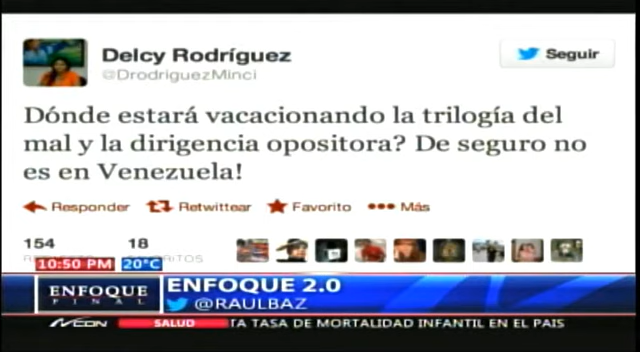 Delcy Rodríguez
@DrodriguezMinci
Seguir
Dónde estará vacacionando la trilogía del
mal y la dirigencia opositora? De seguro no
es en Venezuela!
Responder Retwittear Favorito Más
154 18
10:50 PM 20°C
ENFOQUE
FINAL
ENFOQUE 2.0
@RAULBAZ
SALUD TA TASA DE MORTALIDAD INFANTIL EN EL PAIS